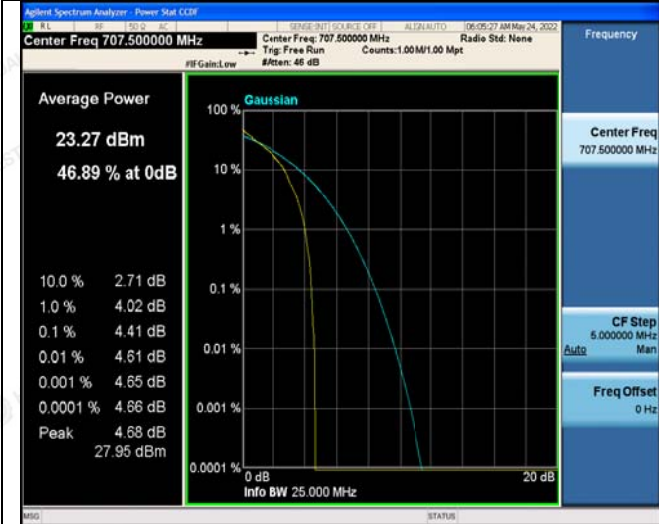 Agilent Spectrum Analyzer - Power Stat CCDF
RL RF 50 Ω AC SENSE:INT SOURCE OFF ALIGNAUTO 06:05:27 AM May 24, 2022
Center Freq 707.500000 MHz
Center Freq: 707.500000 MHz Radio Std: None
Trig: Free Run Counts:1.00 M/1.00 Mpt
#IFGain:Low #Atten: 46 dB
Frequency
Average Power
23.27 dBm
46.89 % at 0dB
10.0 % 2.71 dB
1.0 % 4.02 dB
0.1 % 4.41 dB
0.01 % 4.61 dB
0.001 % 4.65 dB
0.0001 % 4.66 dB
Peak 4.68 dB
27.95 dBm
Gaussian
100 %
10 %
1 %
0.1 %
0.01 %
0.001 %
0.0001 %
0 dB 20 dB
Info BW 25.000 MHz
Center Freq
707.500000 MHz
CF Step
5.000000 MHz
Auto Man
Freq Offset
0 Hz
MSG STATUS